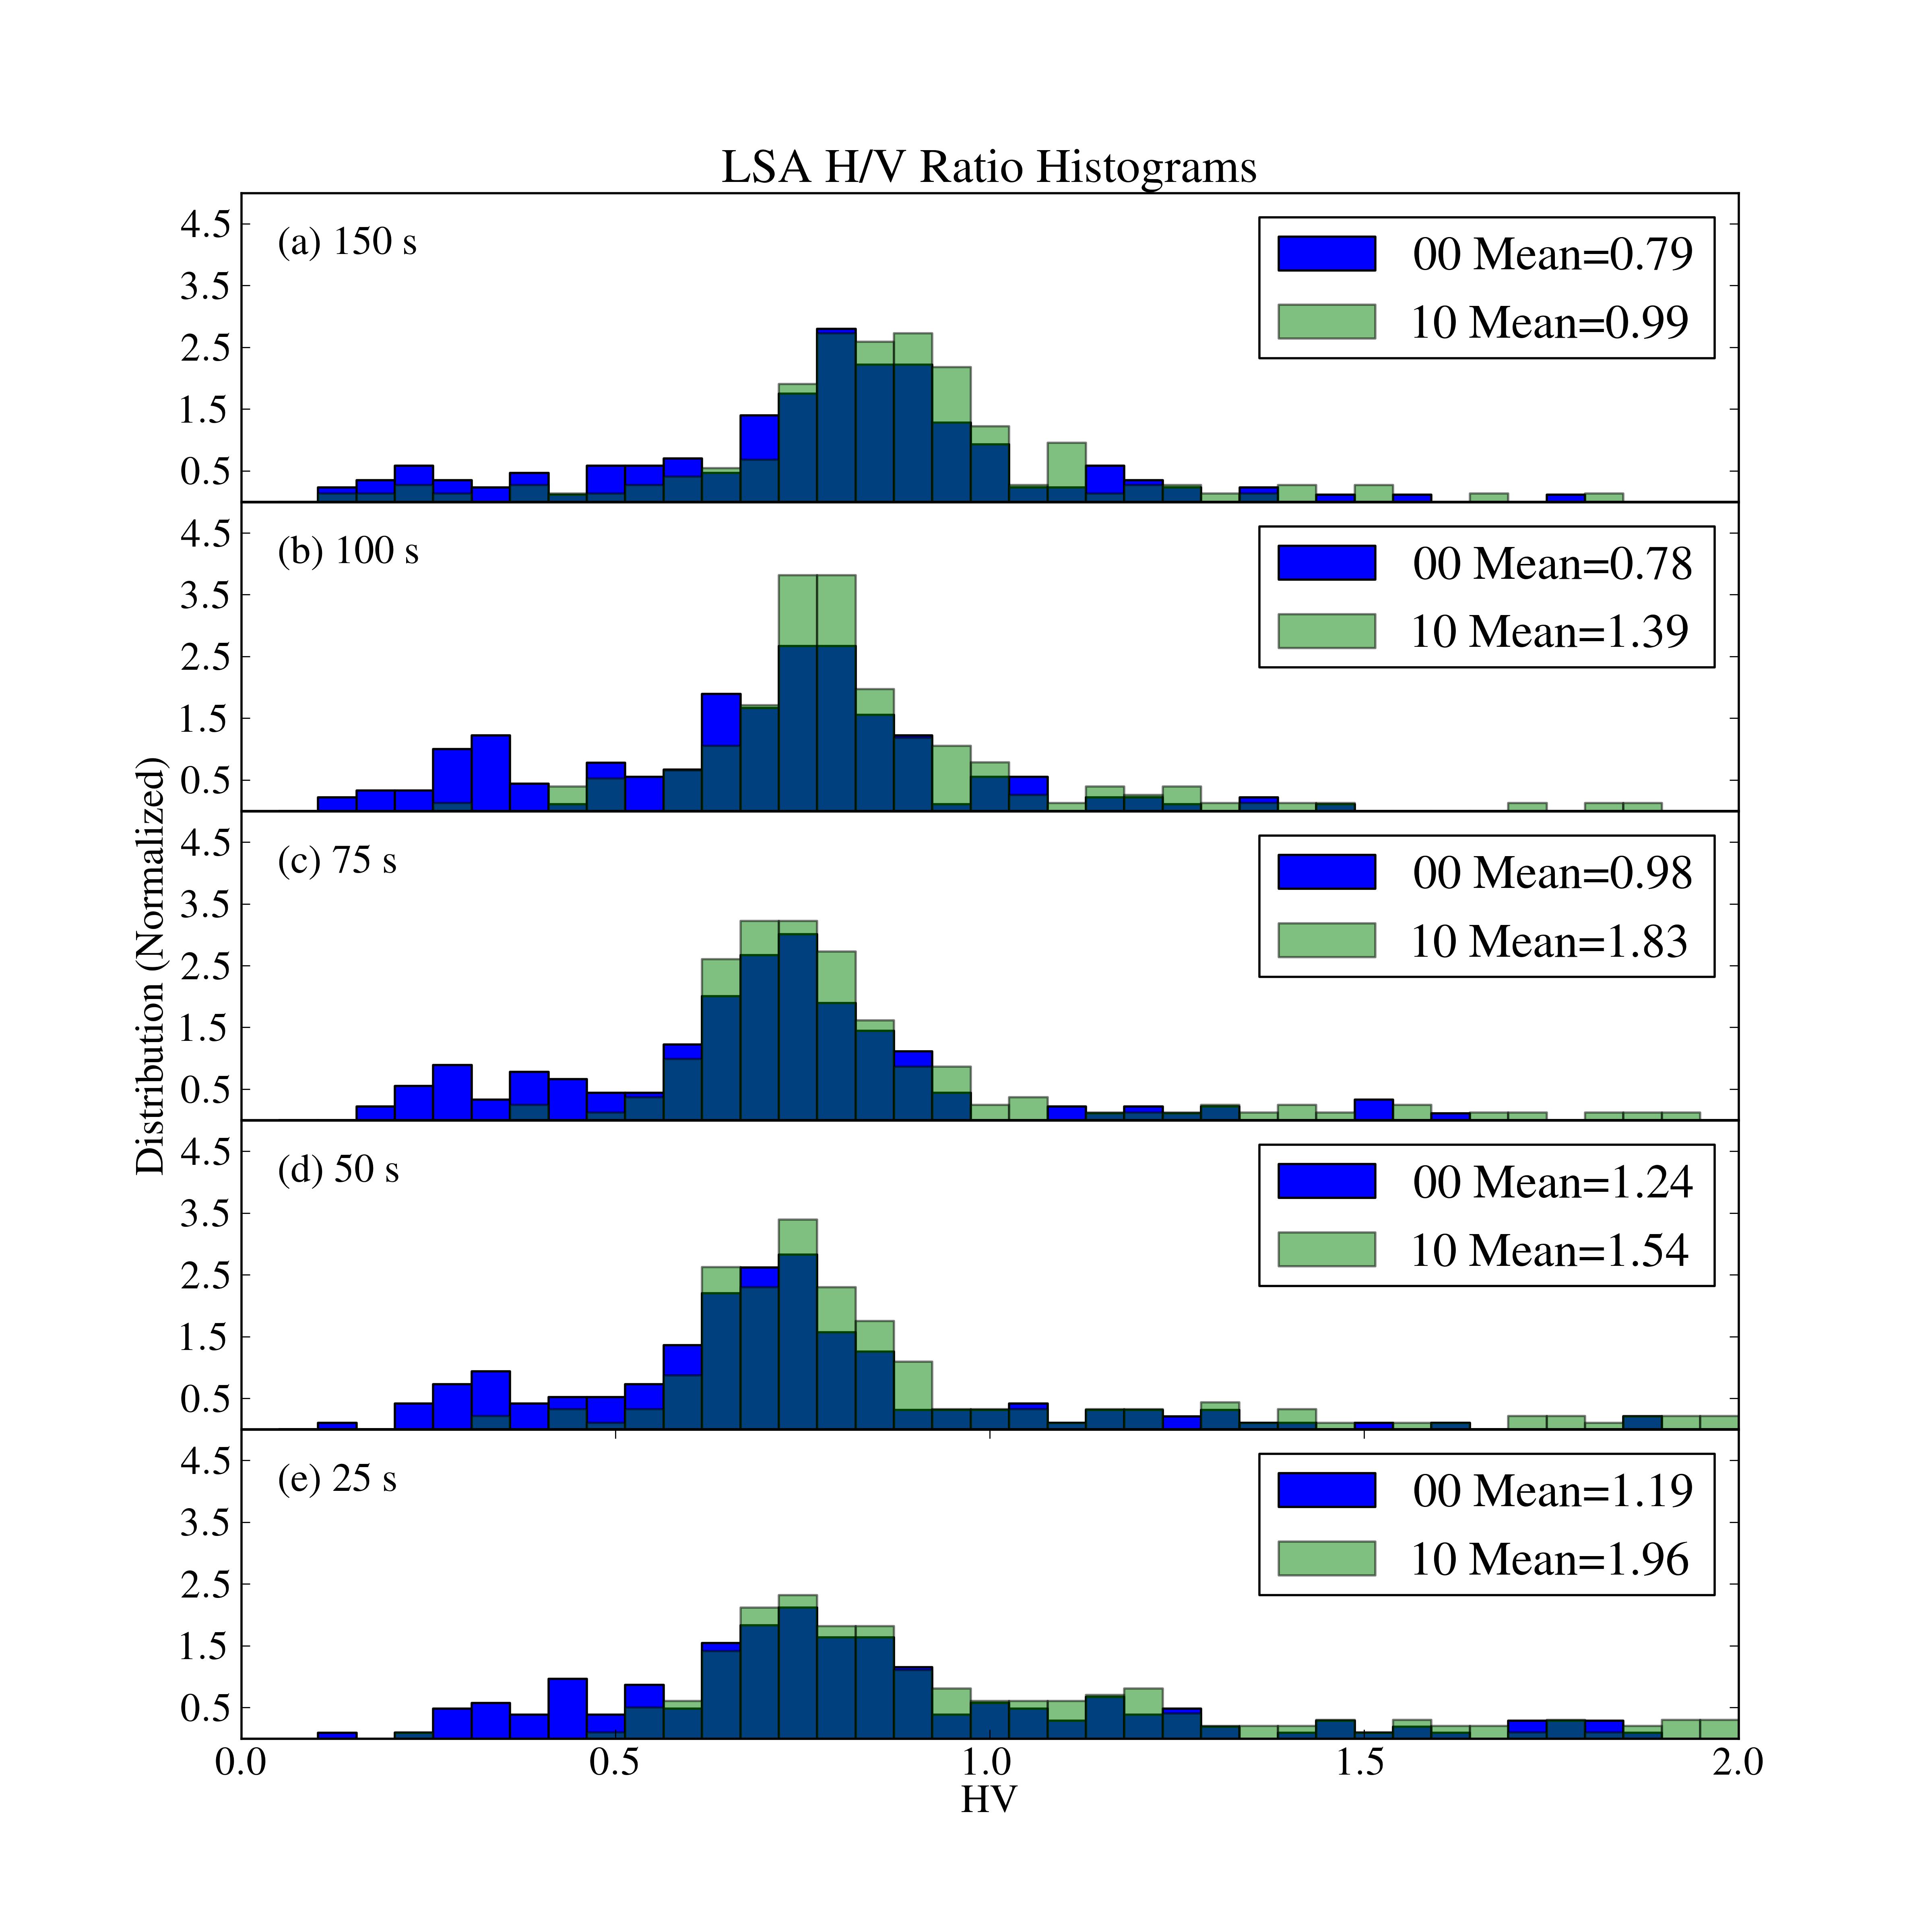 LSA H/V Ratio Histograms
Distribution (Normalized)
(a) 150 s
4.5
3.5
2.5
1.5
0.5
00 Mean=0.79
10 Mean=0.99
(b) 100 s
4.5
3.5
2.5
1.5
0.5
00 Mean=0.78
10 Mean=1.39
(c) 75 s
4.5
3.5
2.5
1.5
0.5
00 Mean=0.98
10 Mean=1.83
(d) 50 s
4.5
3.5
2.5
1.5
0.5
00 Mean=1.24
10 Mean=1.54
(e) 25 s
4.5
3.5
2.5
1.5
0.5
00 Mean=1.19
10 Mean=1.96
0.0 0.5 1.0 1.5 2.0
HV